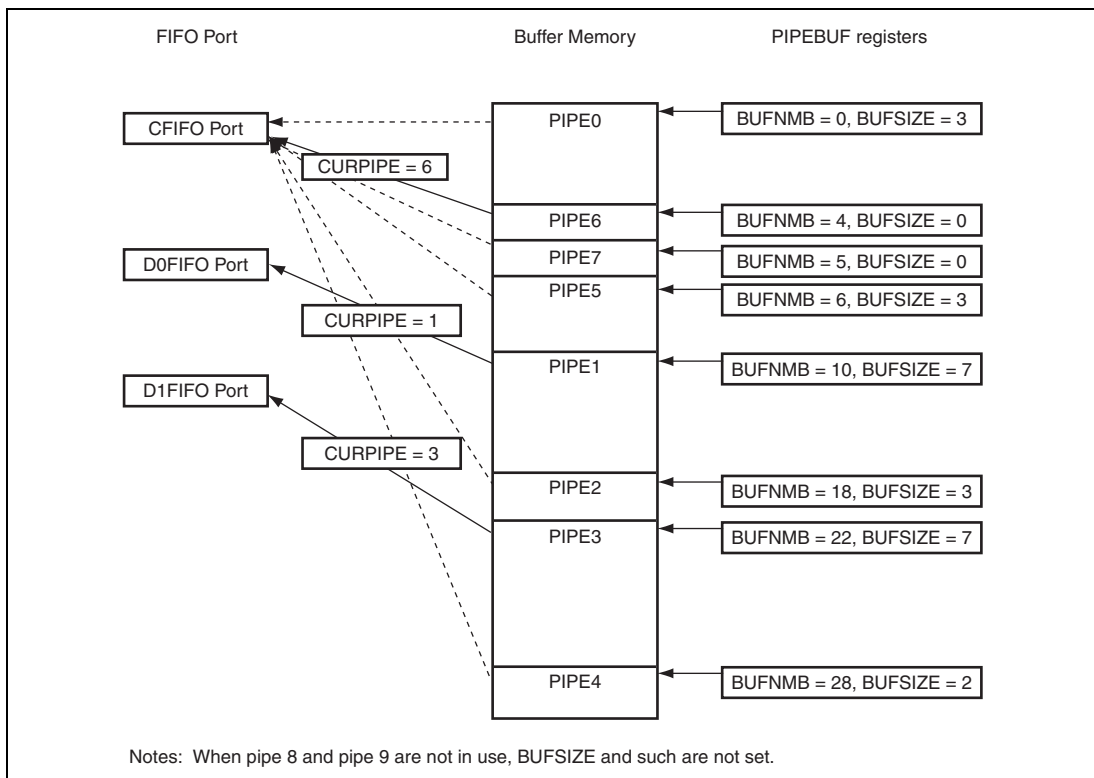 FIFO Port
Buffer Memory
PIPEBUF registers
CFIFO Port
PIPE0
BUFNMB = 0, BUFSIZE = 3
CURPIPE = 6
PIPE6
BUFNMB = 4, BUFSIZE = 0
D0FIFO Port
PIPE7
BUFNMB = 5, BUFSIZE = 0
PIPE5
BUFNMB = 6, BUFSIZE = 3
CURPIPE = 1
PIPE1
BUFNMB = 10, BUFSIZE = 7
D1FIFO Port
CURPIPE = 3
PIPE2
BUFNMB = 18, BUFSIZE = 3
PIPE3
BUFNMB = 22, BUFSIZE = 7
PIPE4
BUFNMB = 28, BUFSIZE = 2
Notes: When pipe 8 and pipe 9 are not in use, BUFSIZE and such are not set.